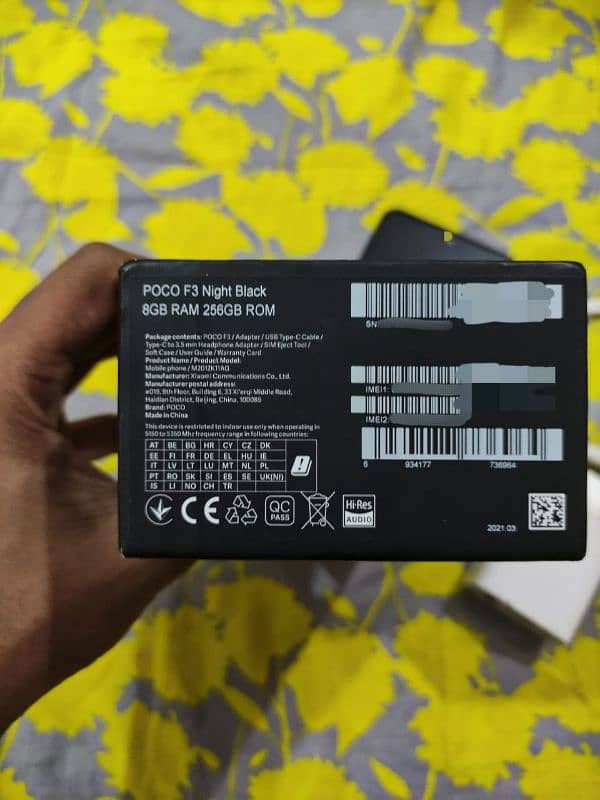 POCO F3 Night Black
8GB RAM 256GB ROM
Package contents: POCO F3 / Adapter / USB Type-C Cable /
Type-C to 3.5 mm Headphone Adapter / SIM Eject Tool /
Soft Case / User Guide / Warranty Card
Product Name / Product Model:
Mobile phone / M2012K11AG
Manufacturer: Xiaomi Communications Co., Ltd.
Manufacturer postal address:
#019, 9th Floor, Building 6, 33 Xi'erqi Middle Road,
Haidian District, Beijing, China, 100085
Brand: POCO
Made in China
This device is restricted to indoor use only when operating in
5150 to 5350 Mhz frequency range in following countries:
AT BE BG HR CY CZ DK
EE FI FR DE EL HU IE
IT LV LT LU MT NL PL
PT RO SK SI ES SE UK(NI)
IS LI NO CH TR
CE
QC
PASS
Hi-Res
AUDIO
SN
IMEI1:
IMEI2
6 934177 736984
2021.03